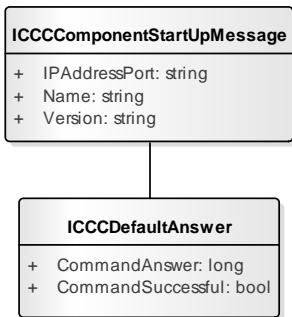 ICCCComponentStartUpMessage
+ IPAddressPort: string
+ Name: string
+ Version: string
ICCCDefaultAnswer
+ CommandAnswer: long
+ CommandSuccessful: bool